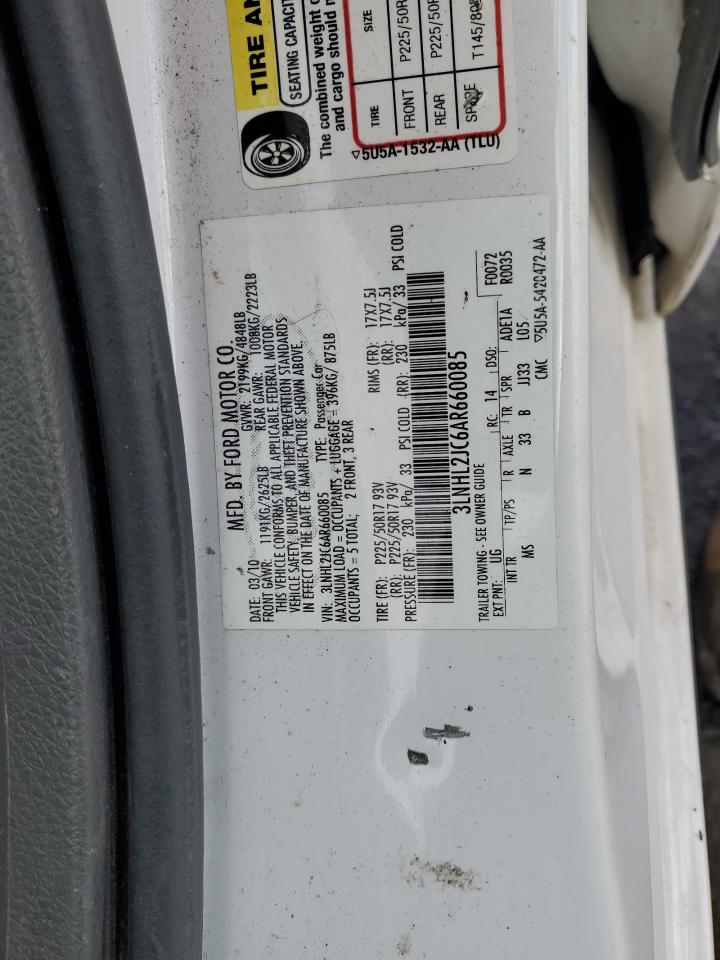 TIRE AN
SEATING CAPACIT
The combined weight o
and cargo should n
TIRE SIZE
FRONT P225/50R
REAR P225/50R
SPARE T145/80
▽5U5A-1532-AA (TLU)
MFD. BY FORD MOTOR CO.
DATE: 03/10 GVWR: 2199KG/4848LB
FRONT GAWR: 1191KG/2625LB REAR GAWR: 1008KG/2223LB
THIS VEHICLE CONFORMS TO ALL APPLICABLE FEDERAL MOTOR
VEHICLE SAFETY, BUMPER, AND THEFT PREVENTION STANDARDS
IN EFFECT ON THE DATE OF MANUFACTURE SHOWN ABOVE.
VIN: 3LNHL2JC6AR660085 TYPE: Passenger Car
MAXIMUM LOAD = OCCUPANTS + LUGGAGE = 396KG/ 875LB
OCCUPANTS = 5 TOTAL; 2 FRONT, 3 REAR
TIRE (FR): P225/50R17 93V RIMS (FR): 17X7.5J
(RR): P225/50R17 93V (RR): 17X7.5J
PRESSURE (FR): 230 kPa/ 33 PSI COLD (RR): 230 kPa/ 33 PSI COLD
3LNHL2JC6AR660085
TRAILER TOWING - SEE OWNER GUIDE
EXT PNT: UG RC: 14 DSO: F0072
R0035
INT TR TP/PS R AXLE TR SPR ADE1A
MS N 33 B JJ33 L05
CMC ▽5U5A-5420472-AA